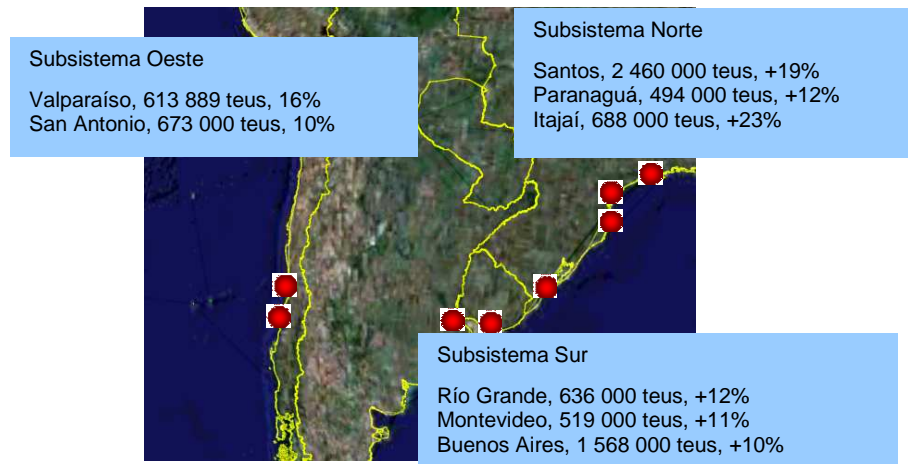 Subsistema Oeste
Valparaíso, 613 889 teus, 16%
San Antonio, 673 000 teus, 10%
Subsistema Norte
Santos, 2 460 000 teus, +19%
Paranaguá, 494 000 teus, +12%
Itajaí, 688 000 teus, +23%
Subsistema Sur
Río Grande, 636 000 teus, +12%
Montevideo, 519 000 teus, +11%
Buenos Aires, 1 568 000 teus, +10%